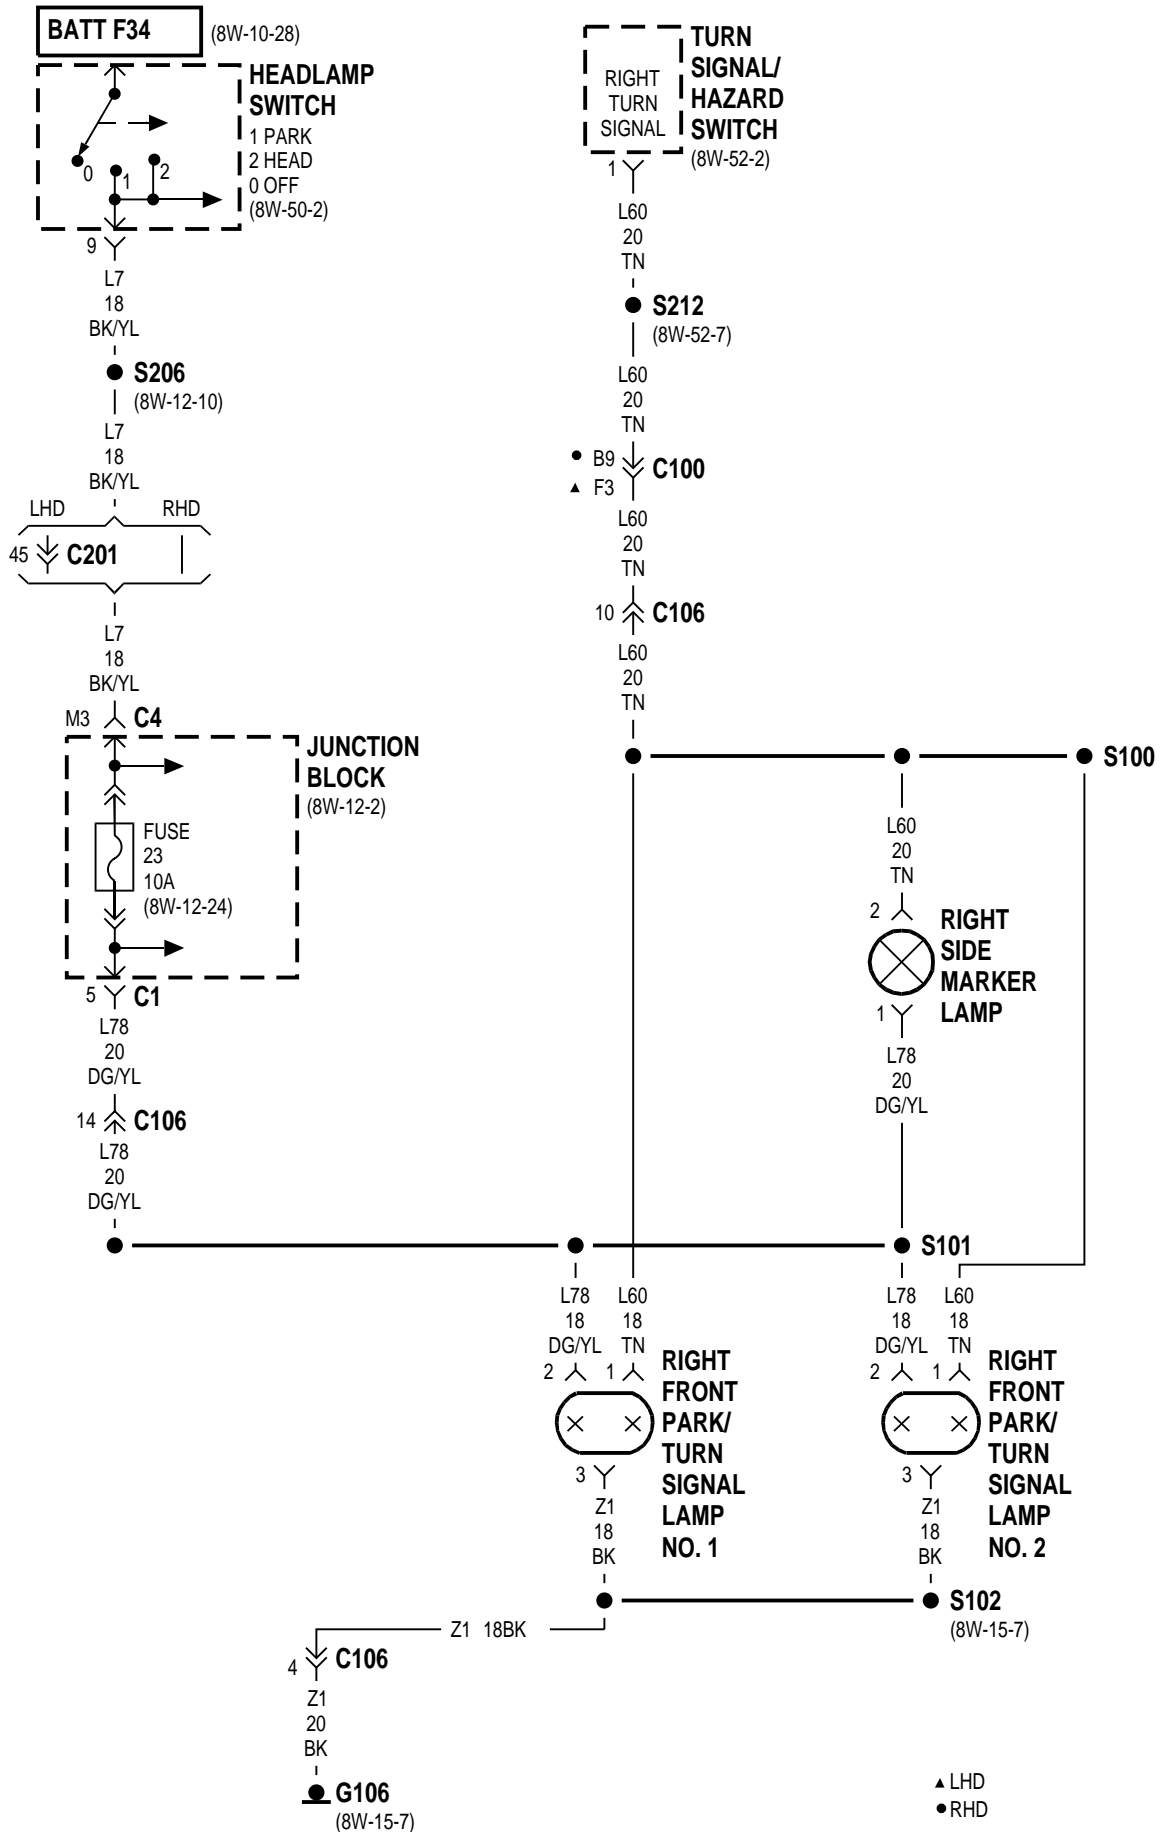 BATT F34 (8W-10-28)
HEADLAMP
SWITCH
1 PARK
2 HEAD
0 OFF
(8W-50-2)
0
1
2
9
L7
18
BK/YL
S206
(8W-12-10)
L7
18
BK/YL
LHD RHD
45 C201
L7
18
BK/YL
M3 C4
JUNCTION
BLOCK
(8W-12-2)
FUSE
23
10A
(8W-12-24)
5 C1
L78
20
DG/YL
14 C106
L78
20
DG/YL
RIGHT
TURN
SIGNAL
TURN
SIGNAL/
HAZARD
SWITCH
(8W-52-2)
1
L60
20
TN
S212
(8W-52-7)
L60
20
TN
● B9
▲ F3
C100
L60
20
TN
10 C106
L60
20
TN
S100
L60
20
TN
2
RIGHT
SIDE
MARKER
LAMP
1
L78
20
DG/YL
S101
L78 L60
18 18
DG/YL TN
2 1
RIGHT
FRONT
PARK/
TURN
SIGNAL
LAMP
NO. 1
3
Z1
18
BK
L78 L60
18 18
DG/YL TN
2 1
RIGHT
FRONT
PARK/
TURN
SIGNAL
LAMP
NO. 2
3
Z1
18
BK
S102
(8W-15-7)
Z1 18BK
4 C106
Z1
20
BK
G106
(8W-15-7)
▲ LHD
● RHD